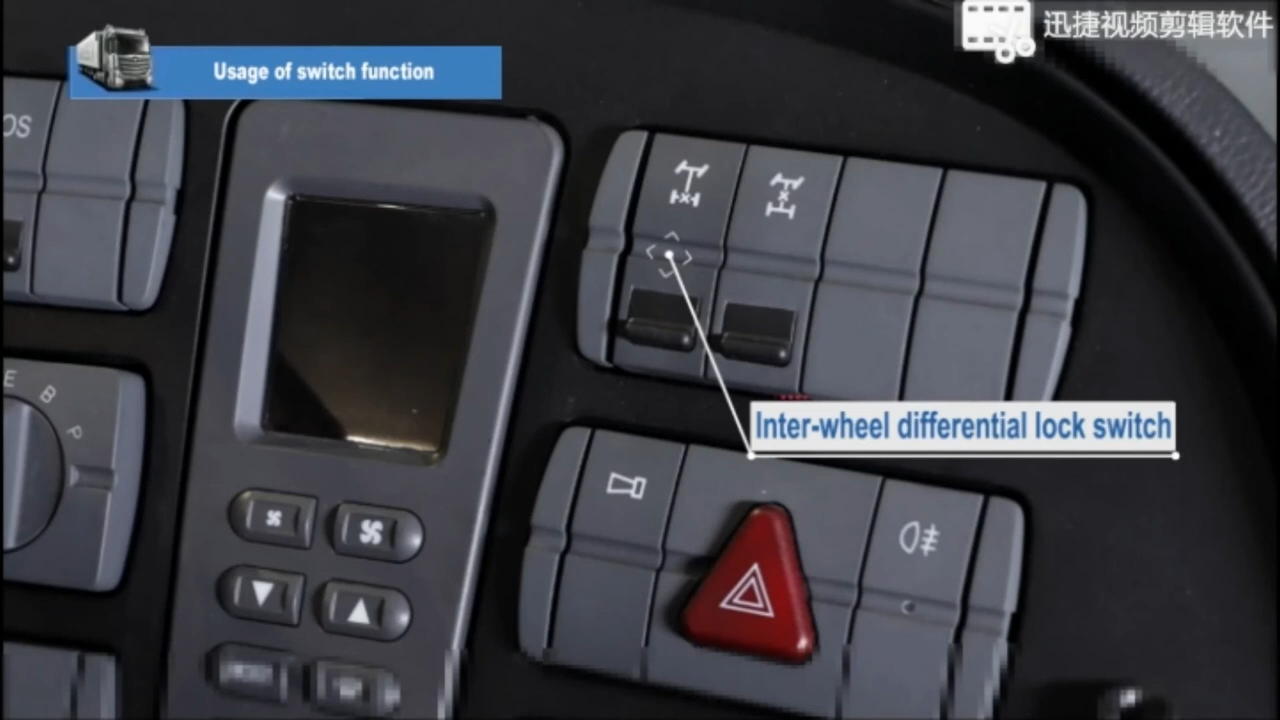 迅捷视频剪辑软件
Usage of switch function
OS
E
B
P
Inter-wheel differential lock switch